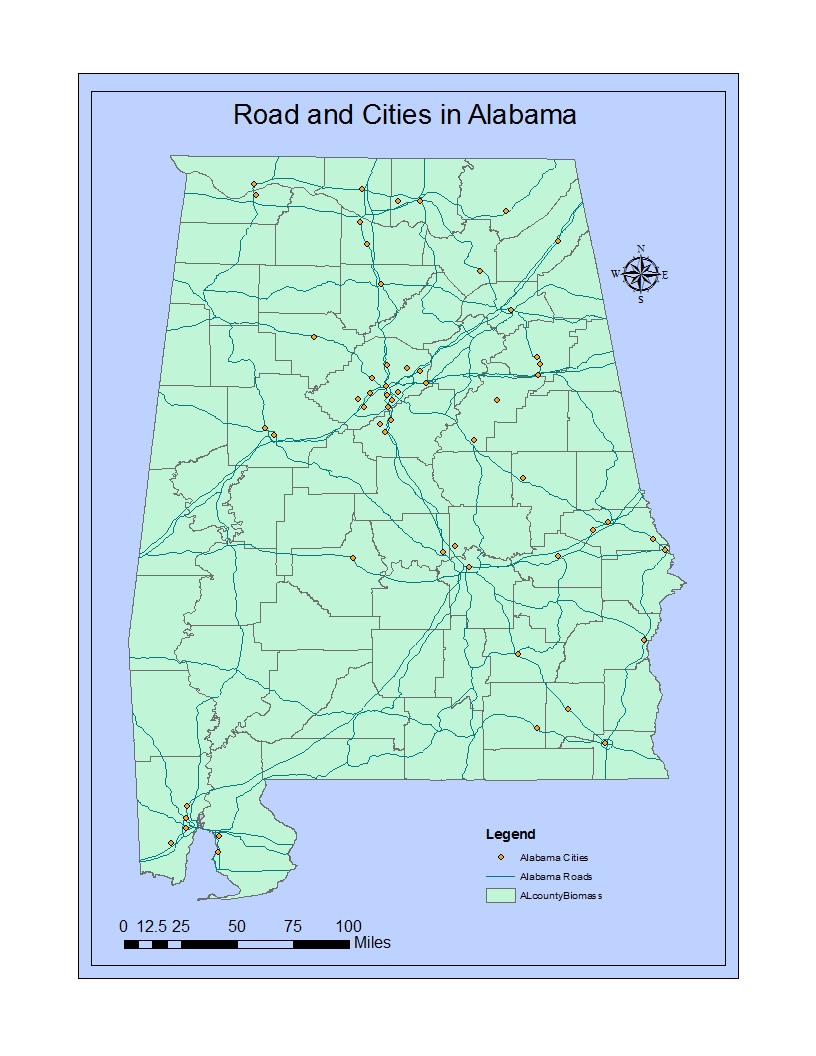 Road and Cities in Alabama
N
W E
S
Legend
Alabama Cities
Alabama Roads
ALcountyBiomass
0 12.5 25 50 75 100
Miles